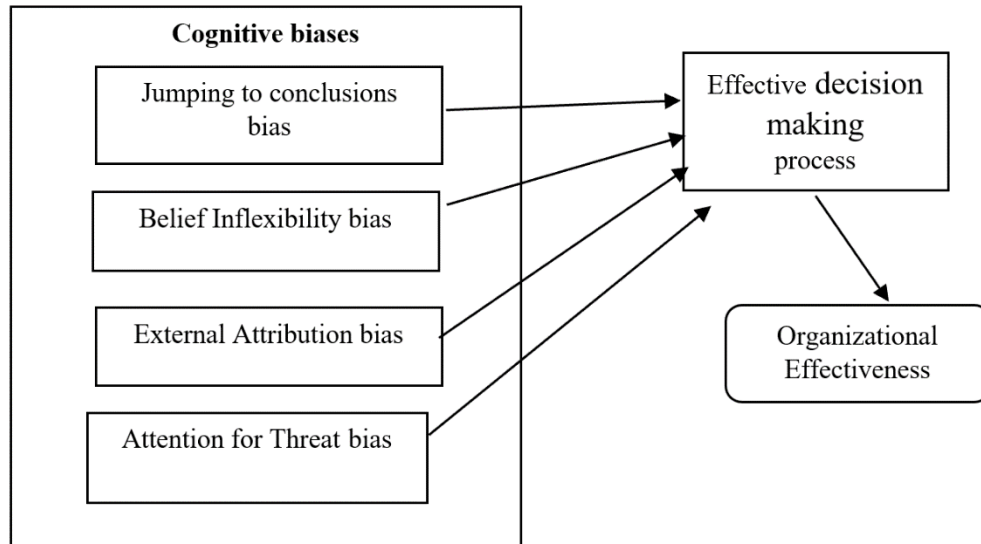 Cognitive biases
Jumping to conclusions
bias
Belief Inflexibility bias
External Attribution bias
Attention for Threat bias
Effective decision
making
process
Organizational
Effectiveness